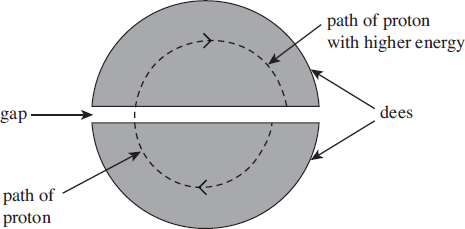 path of proton
with higher energy
gap
dees
path of
proton